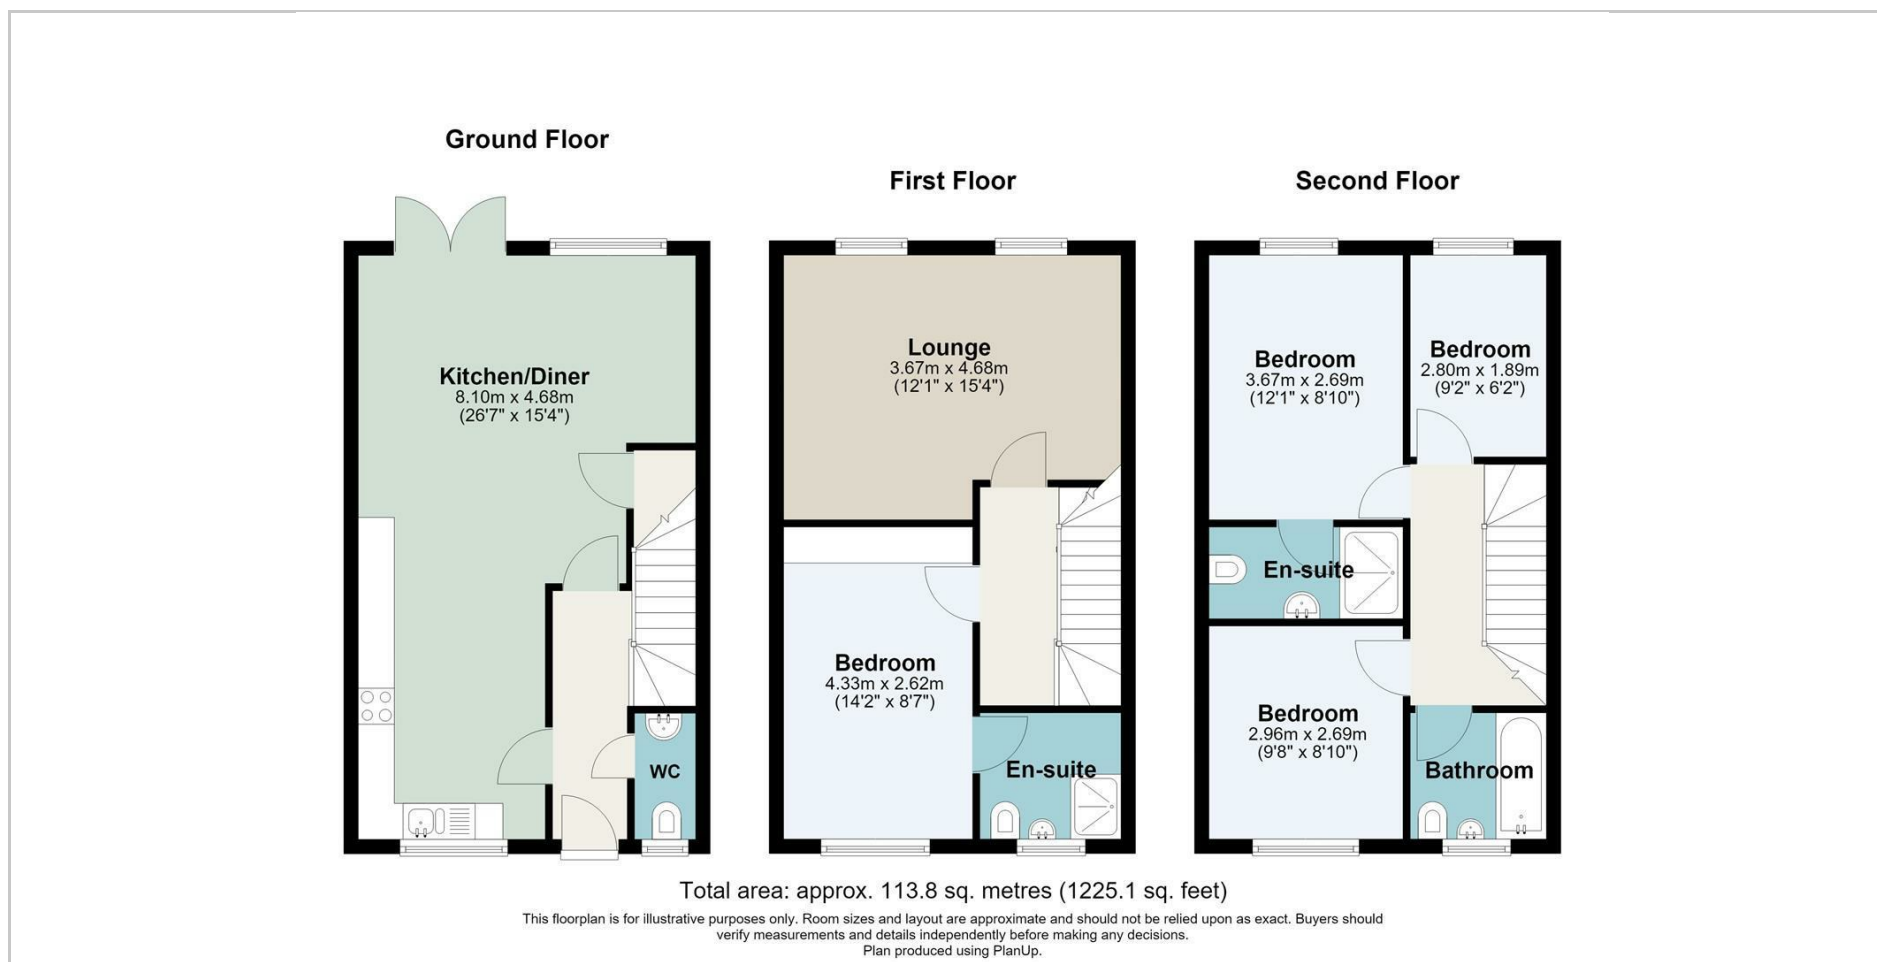 Ground Floor
Kitchen/Diner
8.10m x 4.68m
(26'7" x 15'4")
WC
First Floor
Lounge
3.67m x 4.68m
(12'1" x 15'4")
Bedroom
4.33m x 2.62m
(14'2" x 8'7")
En-suite
Second Floor
Bedroom
3.67m x 2.69m
(12'1" x 8'10")
Bedroom
2.80m x 1.89m
(9'2" x 6'2")
En-suite
Bedroom
2.96m x 2.69m
(9'8" x 8'10")
Bathroom
Total area: approx. 113.8 sq. metres (1225.1 sq. feet)
This floorplan is for illustrative purposes only. Room sizes and layout are approximate and should not be relied upon as exact. Buyers should
verify measurements and details independently before making any decisions.
Plan produced using PlanUp.